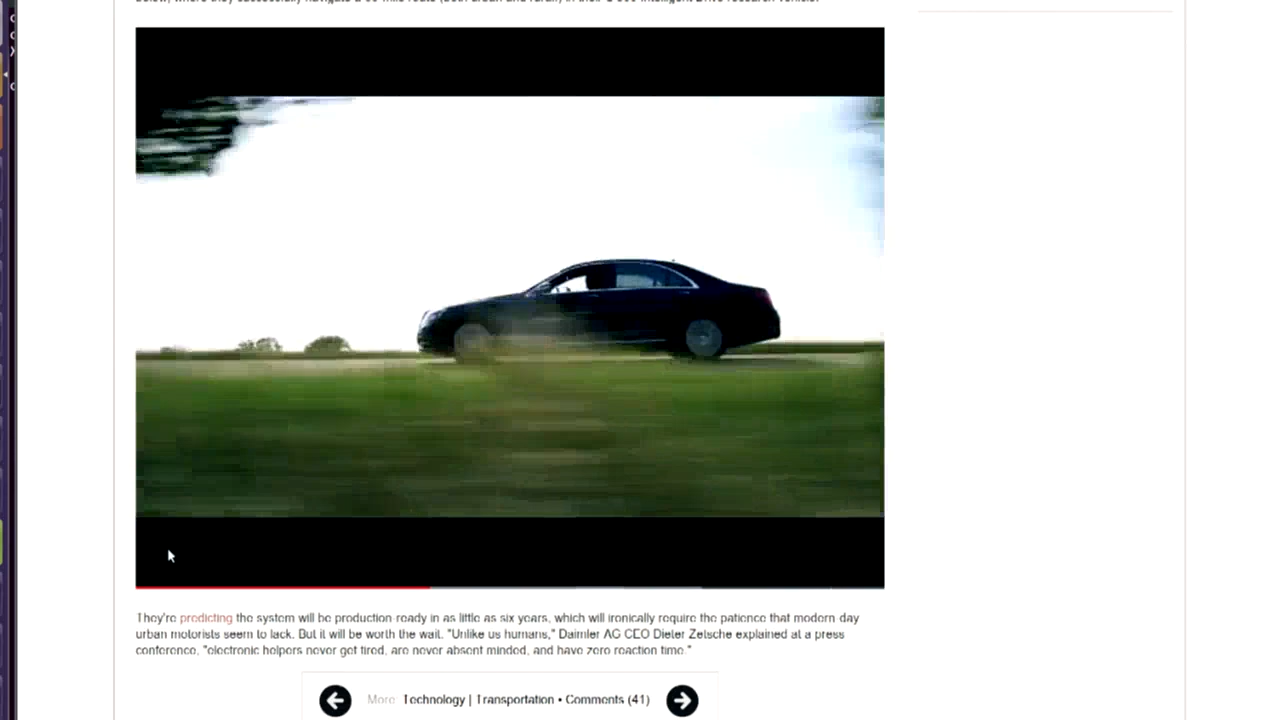 They're predicting the system will be production ready in as little as six years, which will ironically require the patience that modern-day
urban motorists seem to lack. But it will be worth the wait. "Unlike us humans," Daimler AG CEO Dieter Zetsche explained at a press
conference, "electronic helpers never get tired, are never absent minded, and have zero reaction time."
More: Technology | Transportation • Comments (41)